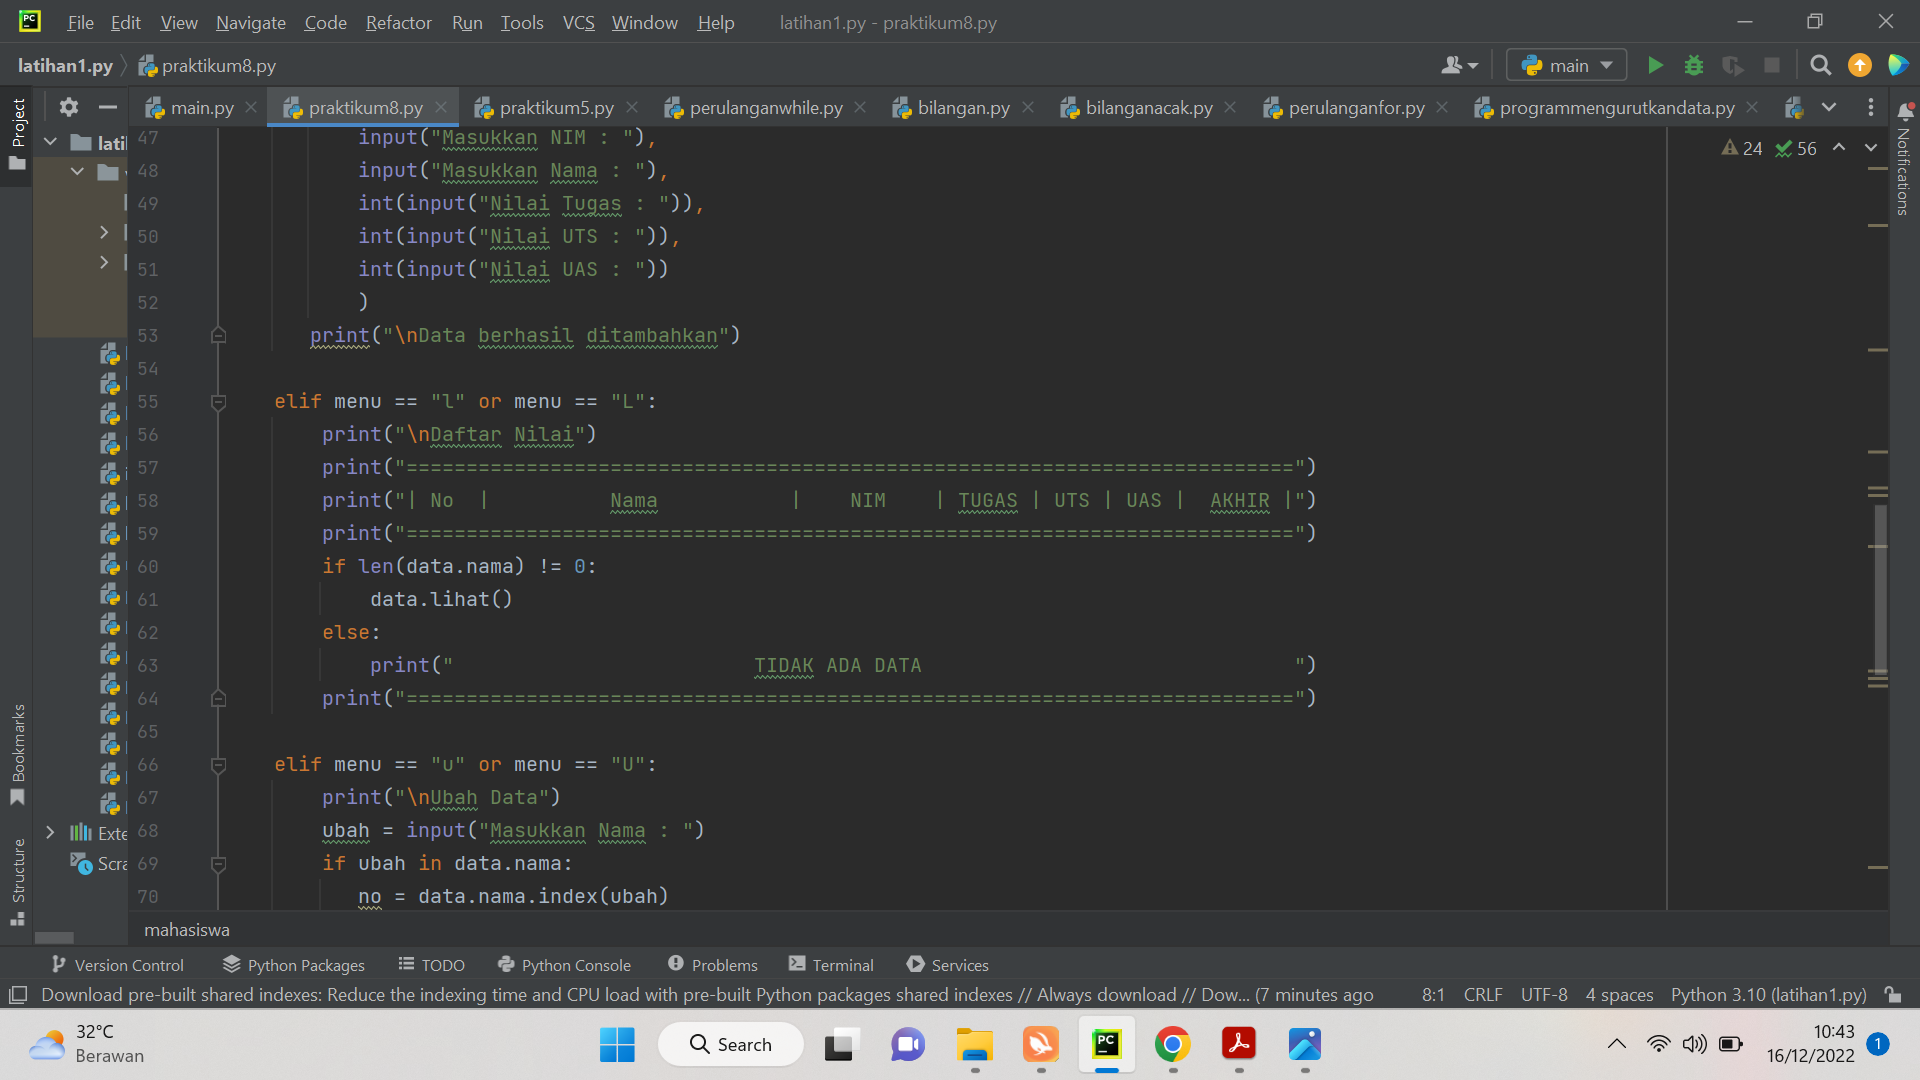 PC File Edit View Navigate Code Refactor Run Tools VCS Window Help latihan1.py - praktikum8.py
latihan1.py praktikum8.py main
Project main.py praktikum8.py praktikum5.py perulanganwhile.py bilangan.py bilanganacak.py perulanganfor.py programmengurutkandata.py
lati
24 56
Notifications
47 input("Masukkan NIM : "),
48 input("Masukkan Nama : "),
49 int(input("Nilai Tugas : ")),
50 int(input("Nilai UTS : ")),
51 int(input("Nilai UAS : "))
52 )
53 print("\nData berhasil ditambahkan")
54
55 elif menu == "l" or menu == "L":
56 print("\nDaftar Nilai")
57 print("==========================================================================")
58 print("| No  |          Nama           |    NIM    | TUGAS | UTS | UAS |  AKHIR |")
59 print("==========================================================================")
60 if len(data.nama) != 0:
61 data.lihat()
62 else:
63 print("                         TIDAK ADA DATA                               ")
64 print("==========================================================================")
65
66 elif menu == "u" or menu == "U":
67 print("\nUbah Data")
68 ubah = input("Masukkan Nama : ")
69 if ubah in data.nama:
70 no = data.nama.index(ubah)
Bookmarks
Structure
Exte
Scra
mahasiswa
Version Control Python Packages TODO Python Console Problems Terminal Services
Download pre-built shared indexes: Reduce the indexing time and CPU load with pre-built Python packages shared indexes // Always download // Dow... (7 minutes ago 8:1 CRLF UTF-8 4 spaces Python 3.10 (latihan1.py)
32°C
Berawan
Search
PC
10:43
16/12/2022
1